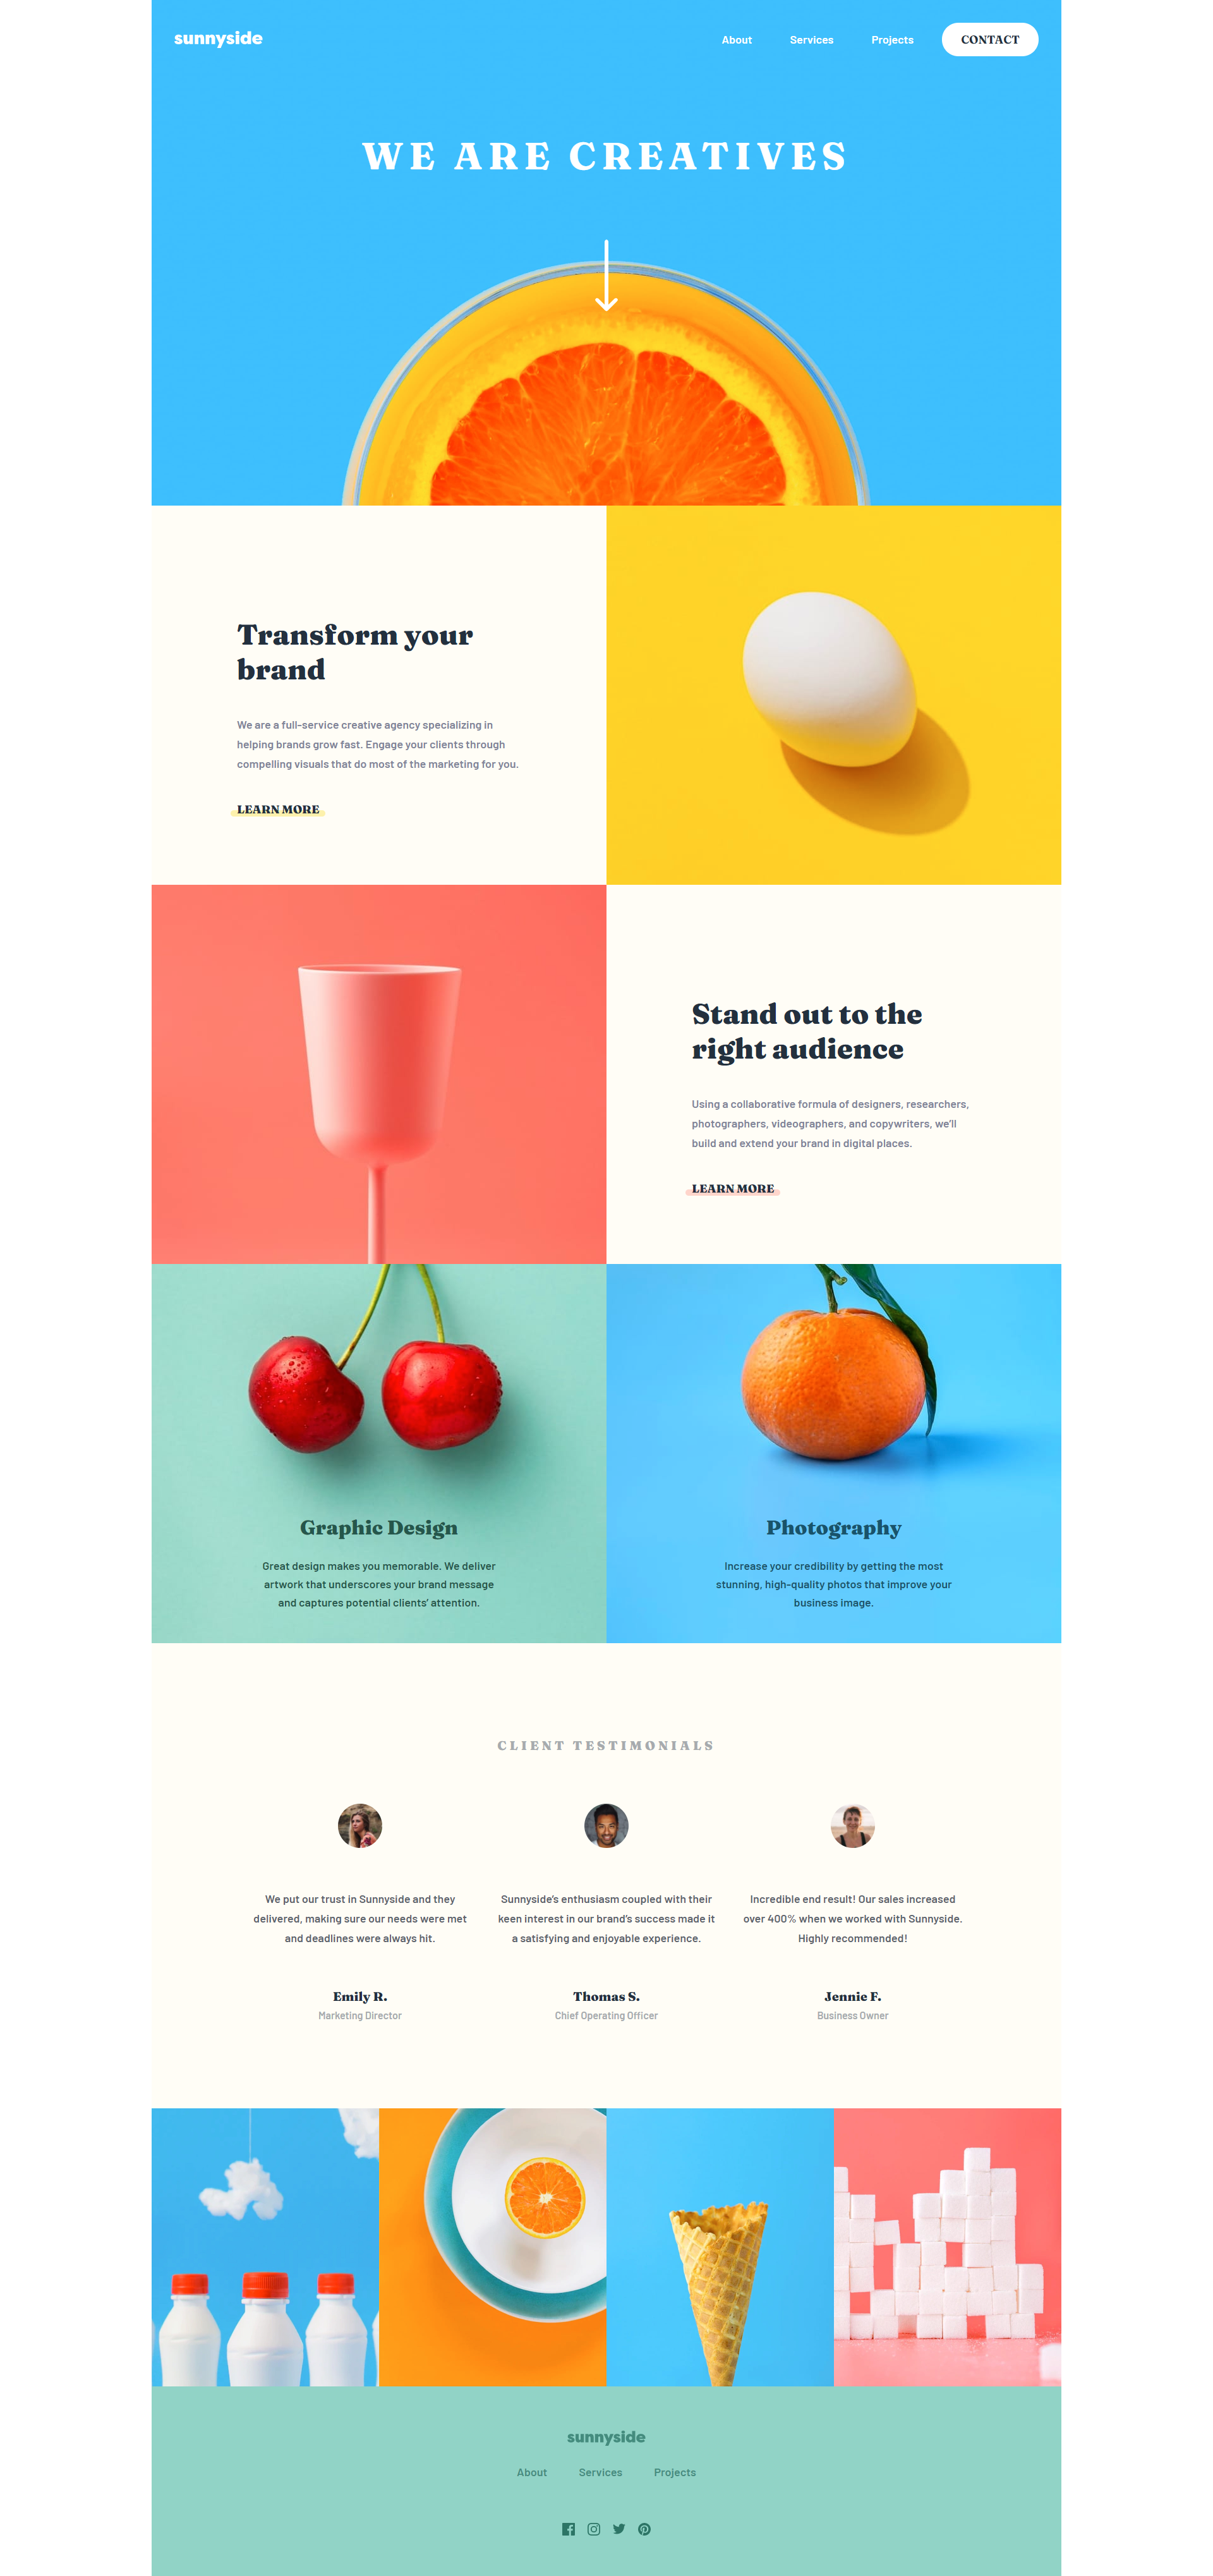 sunnyside
About Services Projects CONTACT
WE ARE CREATIVES
Transform your
brand
We are a full-service creative agency specializing in
helping brands grow fast. Engage your clients through
compelling visuals that do most of the marketing for you.
LEARN MORE
Stand out to the
right audience
Using a collaborative formula of designers, researchers,
photographers, videographers, and copywriters, we'll
build and extend your brand in digital places.
LEARN MORE
Graphic Design
Great design makes you memorable. We deliver
artwork that underscores your brand message
and captures potential clients' attention.
Photography
Increase your credibility by getting the most
stunning, high-quality photos that improve your
business image.
CLIENT TESTIMONIALS
We put our trust in Sunnyside and they
delivered, making sure our needs were met
and deadlines were always hit.
Emily R.
Marketing Director
Sunnyside's enthusiasm coupled with their
keen interest in our brand's success made it
a satisfying and enjoyable experience.
Thomas S.
Chief Operating Officer
Incredible end result! Our sales increased
over 400% when we worked with Sunnyside.
Highly recommended!
Jennie F.
Business Owner
sunnyside
About Services Projects